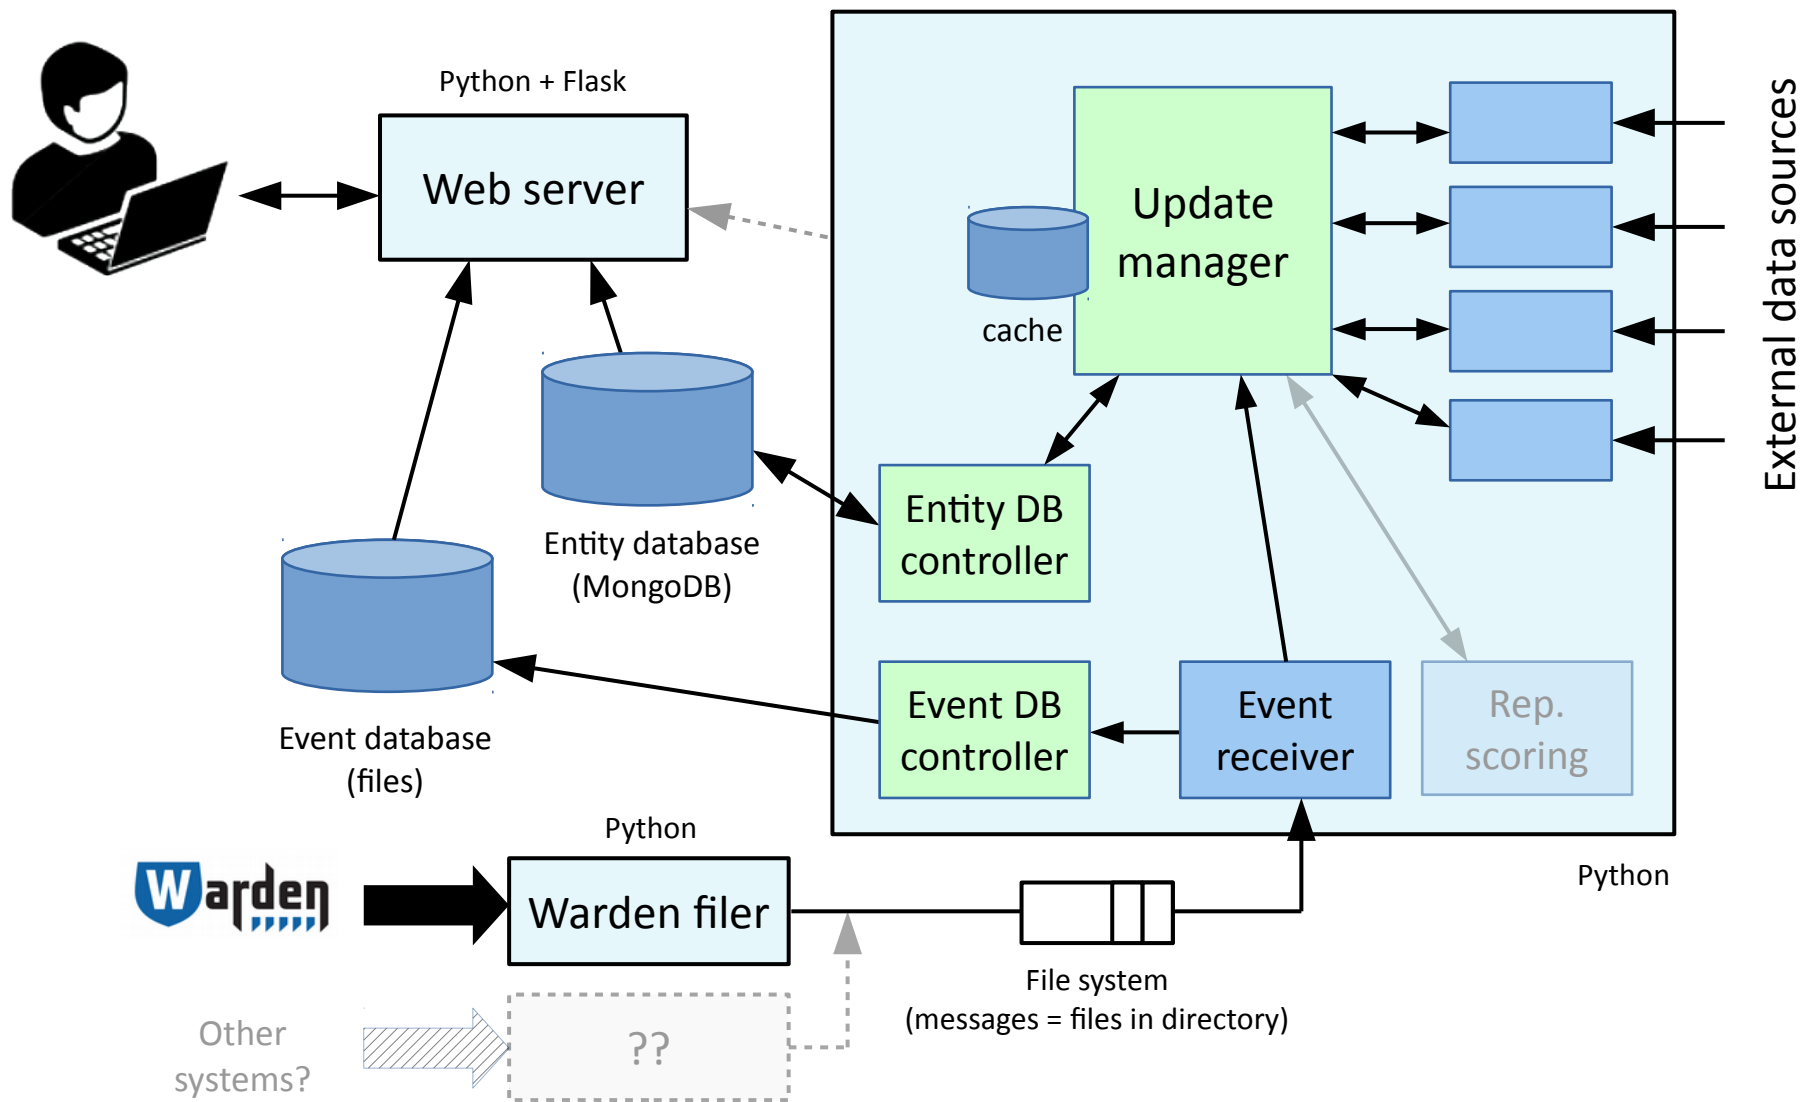 Python + Flask
Web server
Update
manager
cache
External data sources
Entity DB
controller
Entity database
(MongoDB)
Event DB
controller
Event
receiver
Rep.
scoring
Event database
(files)
Python
Python
Warden
Warden filer
File system
(messages = files in directory)
Other
systems?
??